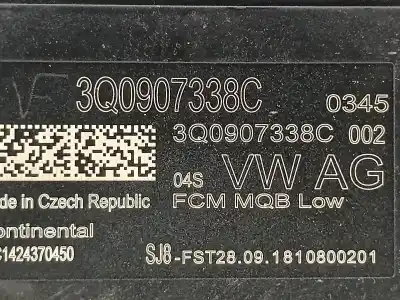 3Q0907338C 0345
3Q0907338C 002
04S VW AG
de in Czech Republic FCM MQB Low
ontinental
1424370450 SJ8-FST28.09.1810800201